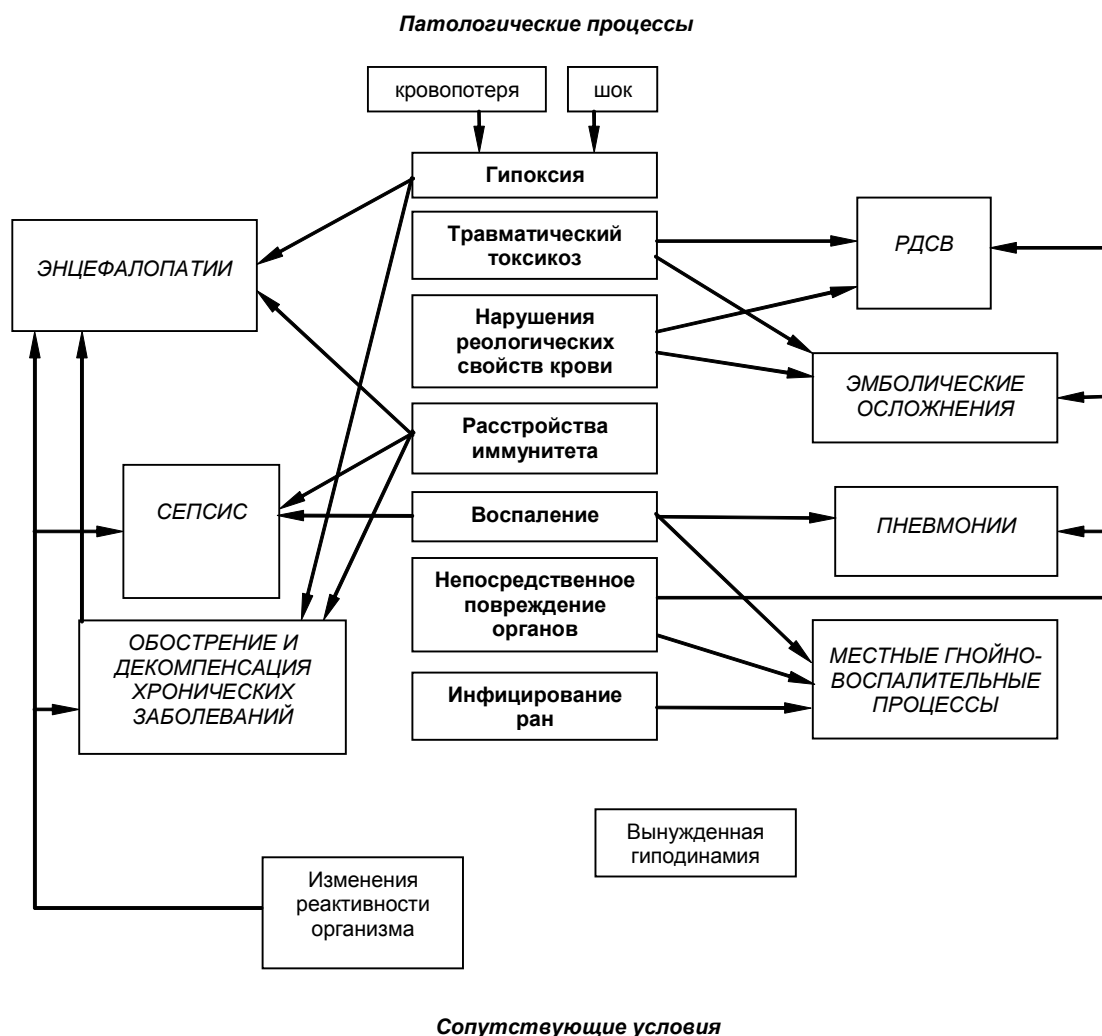 Патологические процессы
кровопотеря
шок
Гипоксия
Травматический
токсикоз
РДСВ
ЭНЦЕФАЛОПАТИИ
Нарушения
реологических
свойств крови
ЭМБОЛИЧЕСКИЕ
ОСЛОЖНЕНИЯ
Расстройства
иммунитета
СЕПСИС
Воспаление
ПНЕВМОНИИ
Непосредственное
повреждение
органов
ОБОСТРЕНИЕ И
ДЕКОМПЕНСАЦИЯ
ХРОНИЧЕСКИХ
ЗАБОЛЕВАНИЙ
МЕСТНЫЕ ГНОЙНО-
ВОСПАЛИТЕЛЬНЫЕ
ПРОЦЕССЫ
Инфицирование
ран
Вынужденная
гиподинамия
Изменения
реактивности
организма
Сопутствующие условия